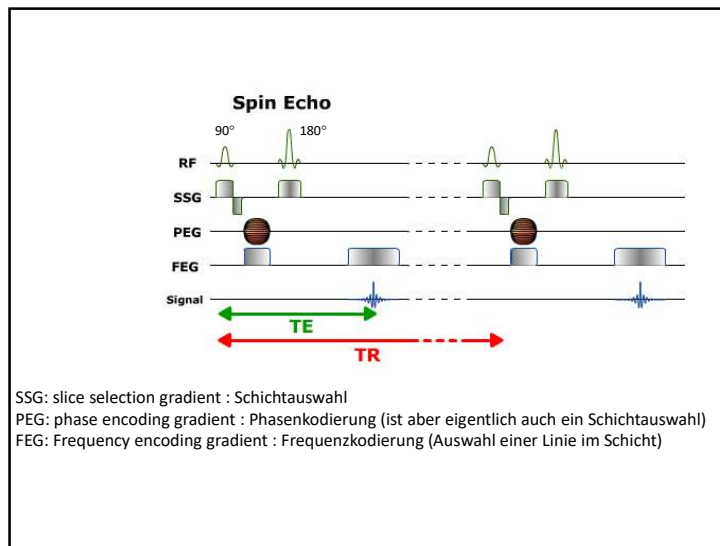 Spin Echo
90° 180°
RF
SSG
PEG
FEG
Signal
TE
TR
SSG: slice selection gradient : Schichtauswahl
PEG: phase encoding gradient : Phasenkodierung (ist aber eigentlich auch ein Schichtauswahl)
FEG: Frequency encoding gradient : Frequenzkodierung (Auswahl einer Linie im Schicht)